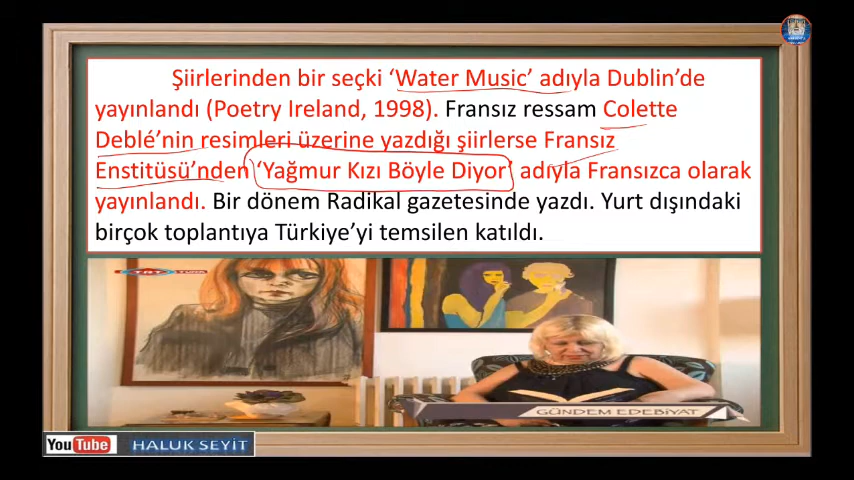 Şiirlerinden bir seçki ‘Water Music’ adıyla Dublin’de
yayınlandı (Poetry Ireland, 1998). Fransız ressam Colette
Deblé’nin resimleri üzerine yazdığı şiirlerse Fransız
Enstitüsü’nden ‘Yağmur Kızı Böyle Diyor’ adıyla Fransızca olarak
yayınlandı. Bir dönem Radikal gazetesinde yazdı. Yurt dışındaki
birçok toplantıya Türkiye’yi temsilen katıldı.
TRT
GÜNDEM EDEBİYAT
YouTube HALUK SEYİT